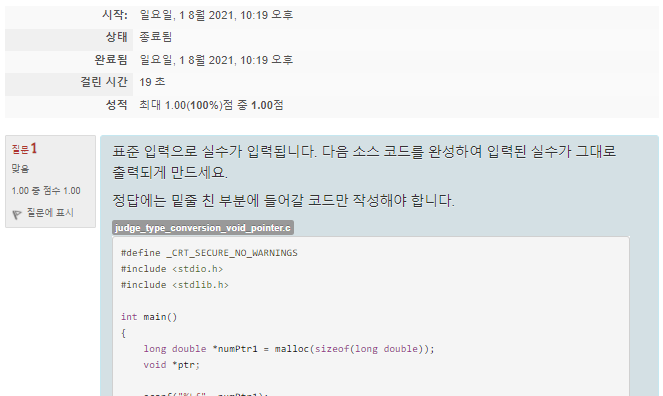 시작: 일요일, 1 8월 2021, 10:19 오후
상태 종료됨
완료됨 일요일, 1 8월 2021, 10:19 오후
걸린 시간 19 초
성적 최대 1.00(100%)점 중 1.00점
질문1
맞음
1.00 중 점수 1.00
질문에 표시
표준 입력으로 실수가 입력됩니다. 다음 소스 코드를 완성하여 입력된 실수가 그대로
출력되게 만드세요.
정답에는 밑줄 친 부분에 들어갈 코드만 작성해야 합니다.
judge_type_conversion_void_pointer.c
#define _CRT_SECURE_NO_WARNINGS
#include <stdio.h>
#include <stdlib.h>
int main()
{
long double *numPtr1 = malloc(sizeof(long double));
void *ptr;